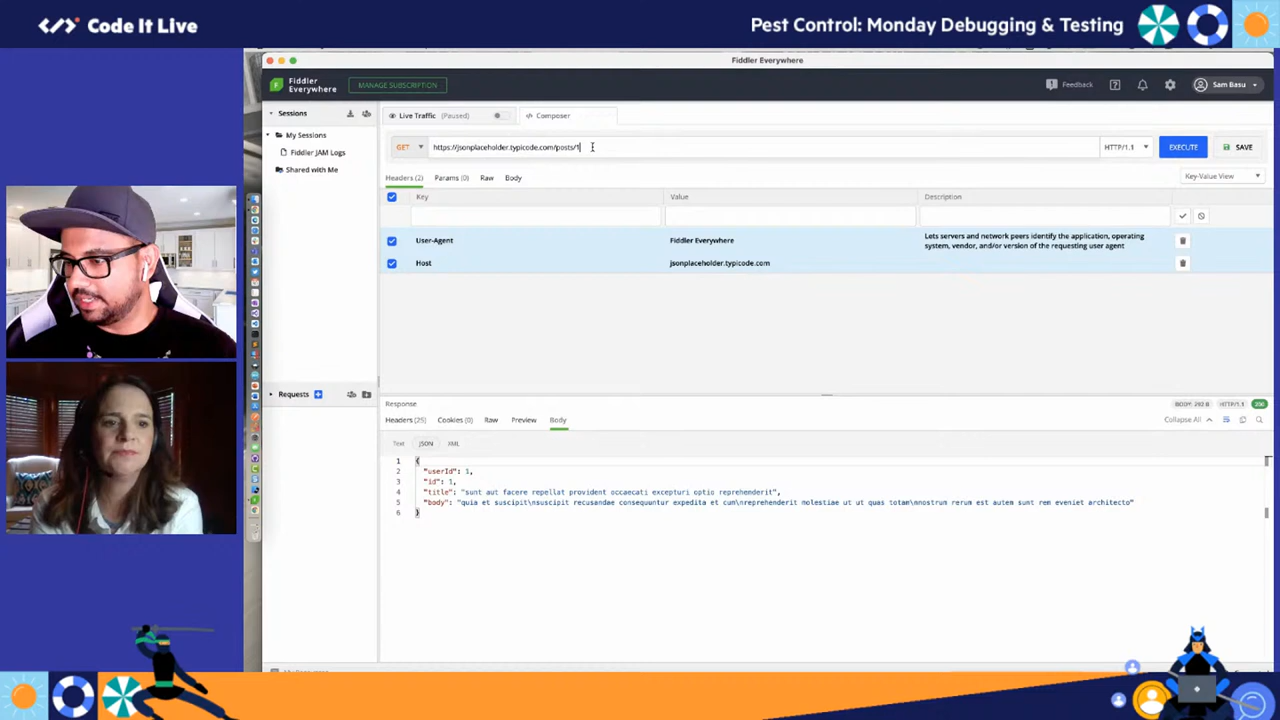 Code It Live
Pest Control: Monday Debugging & Testing
Fiddler Everywhere
Fiddler
Everywhere
MANAGE SUBSCRIPTION
Feedback
Sam Basu
Sessions
Live Traffic (Paused)
Composer
My Sessions
Fiddler JAM Logs
Shared with Me
GET
https://jsonplaceholder.typicode.com/posts/1
HTTP/1.1
EXECUTE
SAVE
Headers (2)
Params (0)
Raw
Body
Key-Value View
Key
Value
Description
User-Agent
Fiddler Everywhere
Lets servers and network peers identify the application, operating
system, vendor, and/or version of the requesting user agent
Host
jsonplaceholder.typicode.com
Requests
Response
BODY: 292 B
HTTP/1.1
200
Headers (25)
Cookies (0)
Raw
Preview
Body
Collapse All
Text
JSON
XML
1 {
2 "userId": 1,
3 "id": 1,
4 "title": "sunt aut facere repellat provident occaecati excepturi optio reprehenderit",
5 "body": "quia et suscipit\nsuscipit recusandae consequuntur expedita et cum\nreprehenderit molestiae ut ut quas totam\nnostrum rerum est autem sunt rem eveniet architecto"
6 }